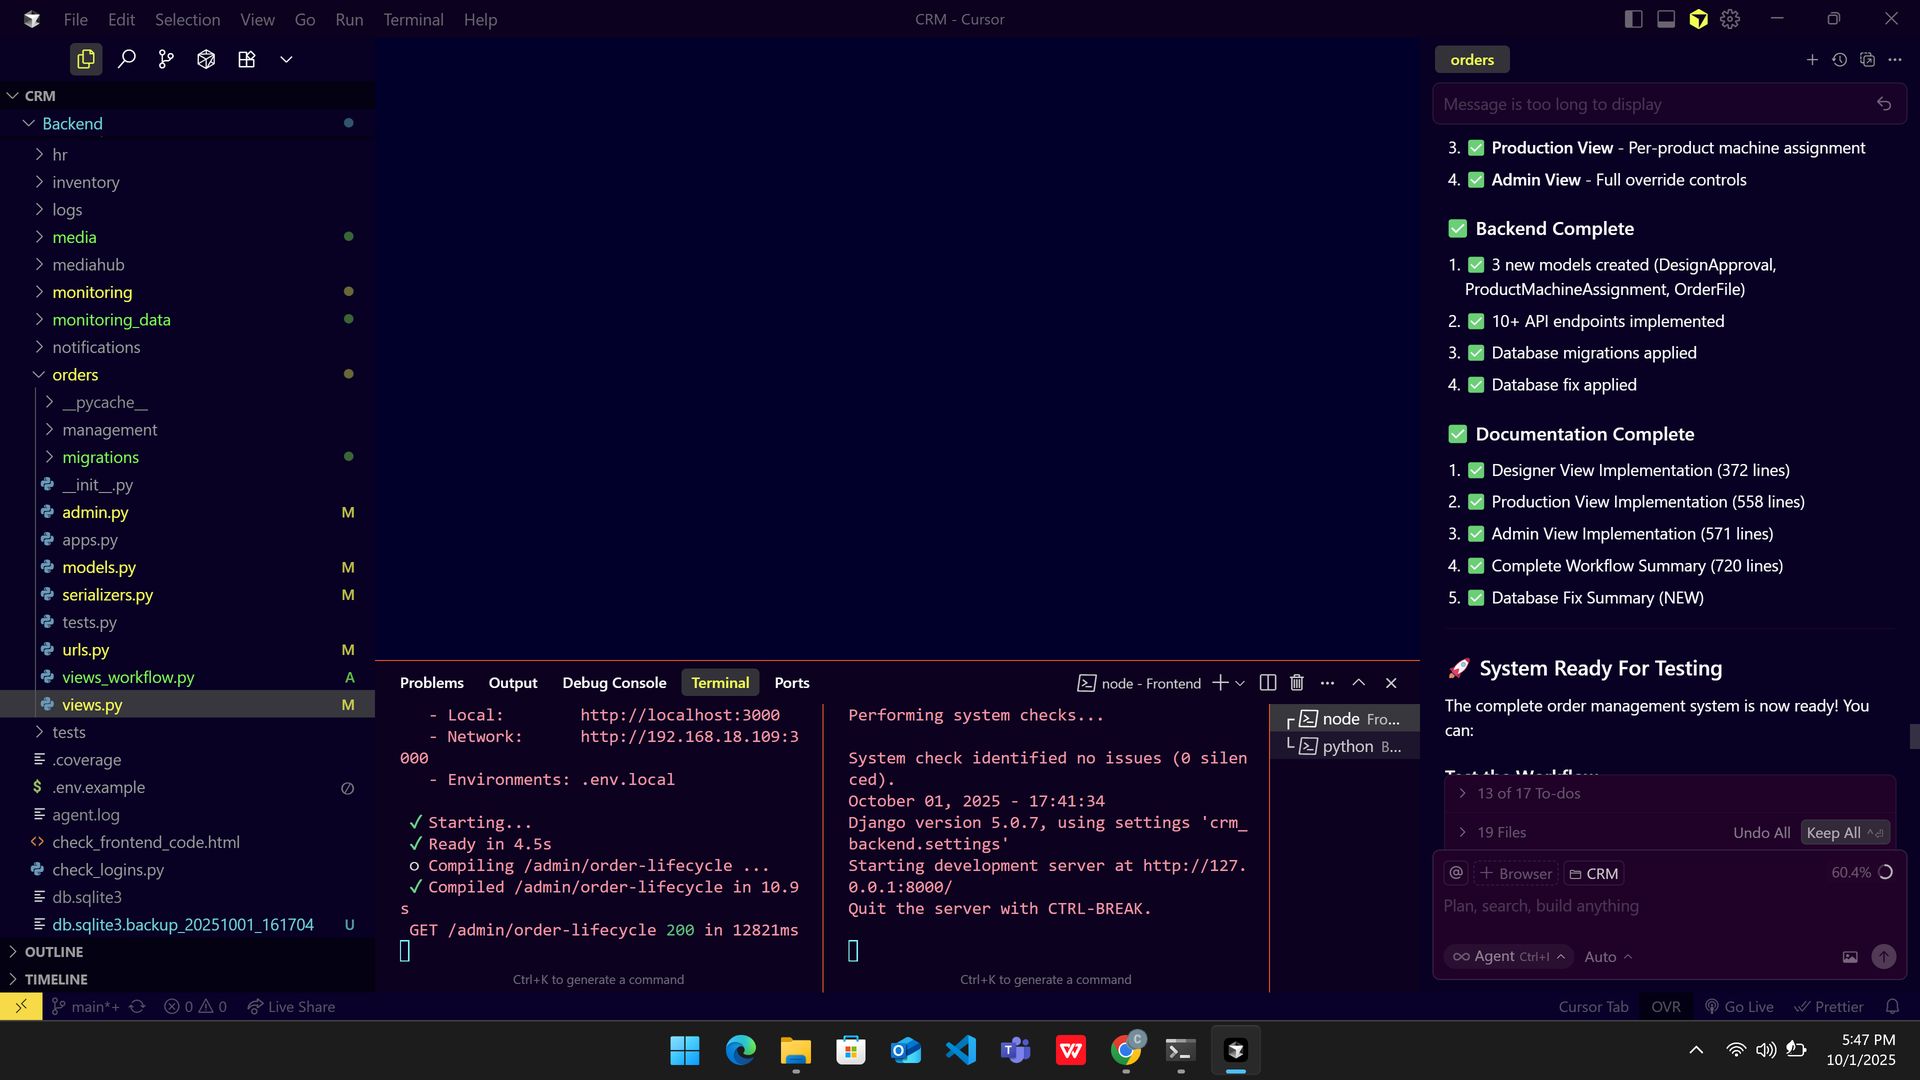 File Edit Selection View Go Run Terminal Help
CRM - Cursor
CRM
Backend
hr
inventory
logs
media
mediahub
monitoring
monitoring_data
notifications
orders
__pycache__
management
migrations
__init__.py
admin.py M
apps.py
models.py M
serializers.py M
tests.py
urls.py M
views_workflow.py A
views.py M
tests
.coverage
$ .env.example
agent.log
check_frontend_code.html
check_logins.py
db.sqlite3
db.sqlite3.backup_20251001_161704 U
OUTLINE
TIMELINE
Problems Output Debug Console Terminal Ports
node - Frontend
- Local: http://localhost:3000
- Network: http://192.168.18.109:3
000
- Environments: .env.local
✓ Starting...
✓ Ready in 4.5s
○ Compiling /admin/order-lifecycle ...
✓ Compiled /admin/order-lifecycle in 10.9
s
GET /admin/order-lifecycle 200 in 12821ms
Ctrl+K to generate a command
Performing system checks...
System check identified no issues (0 silen
ced).
October 01, 2025 - 17:41:34
Django version 5.0.7, using settings 'crm_
backend.settings'
Starting development server at http://127.
0.0.1:8000/
Quit the server with CTRL-BREAK.
Ctrl+K to generate a command
node Fro...
python B...
orders
Message is too long to display
3. ✅ Production View - Per-product machine assignment
4. ✅ Admin View - Full override controls
✅ Backend Complete
1. ✅ 3 new models created (DesignApproval,
ProductMachineAssignment, OrderFile)
2. ✅ 10+ API endpoints implemented
3. ✅ Database migrations applied
4. ✅ Database fix applied
✅ Documentation Complete
1. ✅ Designer View Implementation (372 lines)
2. ✅ Production View Implementation (558 lines)
3. ✅ Admin View Implementation (571 lines)
4. ✅ Complete Workflow Summary (720 lines)
5. ✅ Database Fix Summary (NEW)
🚀 System Ready For Testing
The complete order management system is now ready! You
can:
Test the Workflow
13 of 17 To-dos
19 Files Undo All Keep All
@ + Browser CRM 60.4%
Plan, search, build anything
∞ Agent Ctrl+I Auto
main*+ 0 0 Live Share
Cursor Tab OVR Go Live Prettier
C
5:47 PM
10/1/2025